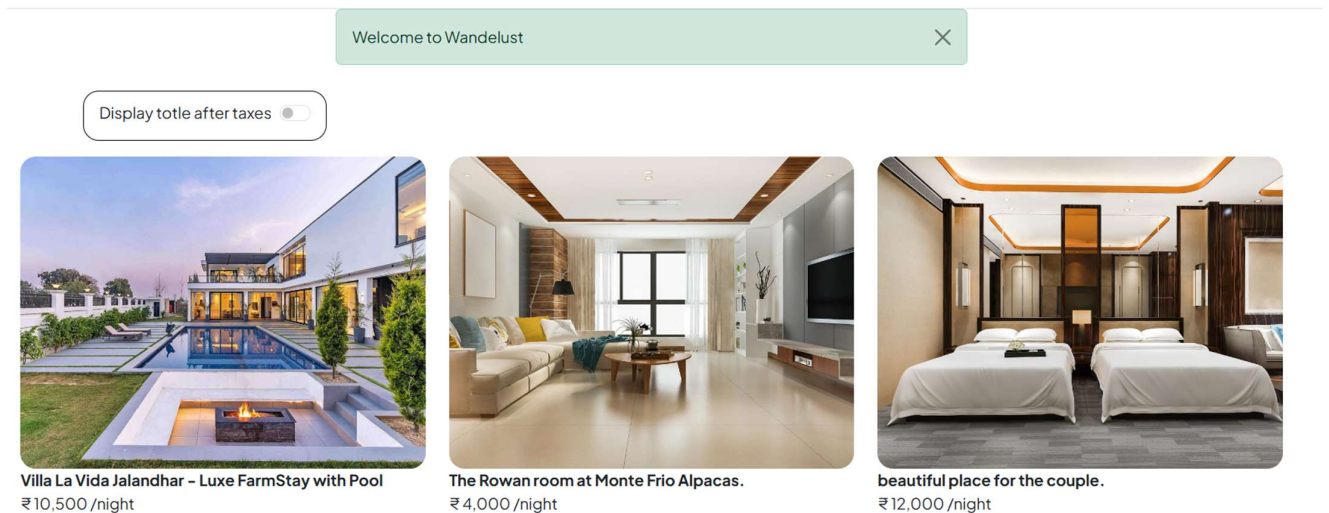 Welcome to Wandelust
Display totle after taxes
Villa La Vida Jalandhar - Luxe FarmStay with Pool
₹10,500 /night
The Rowan room at Monte Frio Alpacas.
₹4,000 /night
beautiful place for the couple.
₹12,000 /night